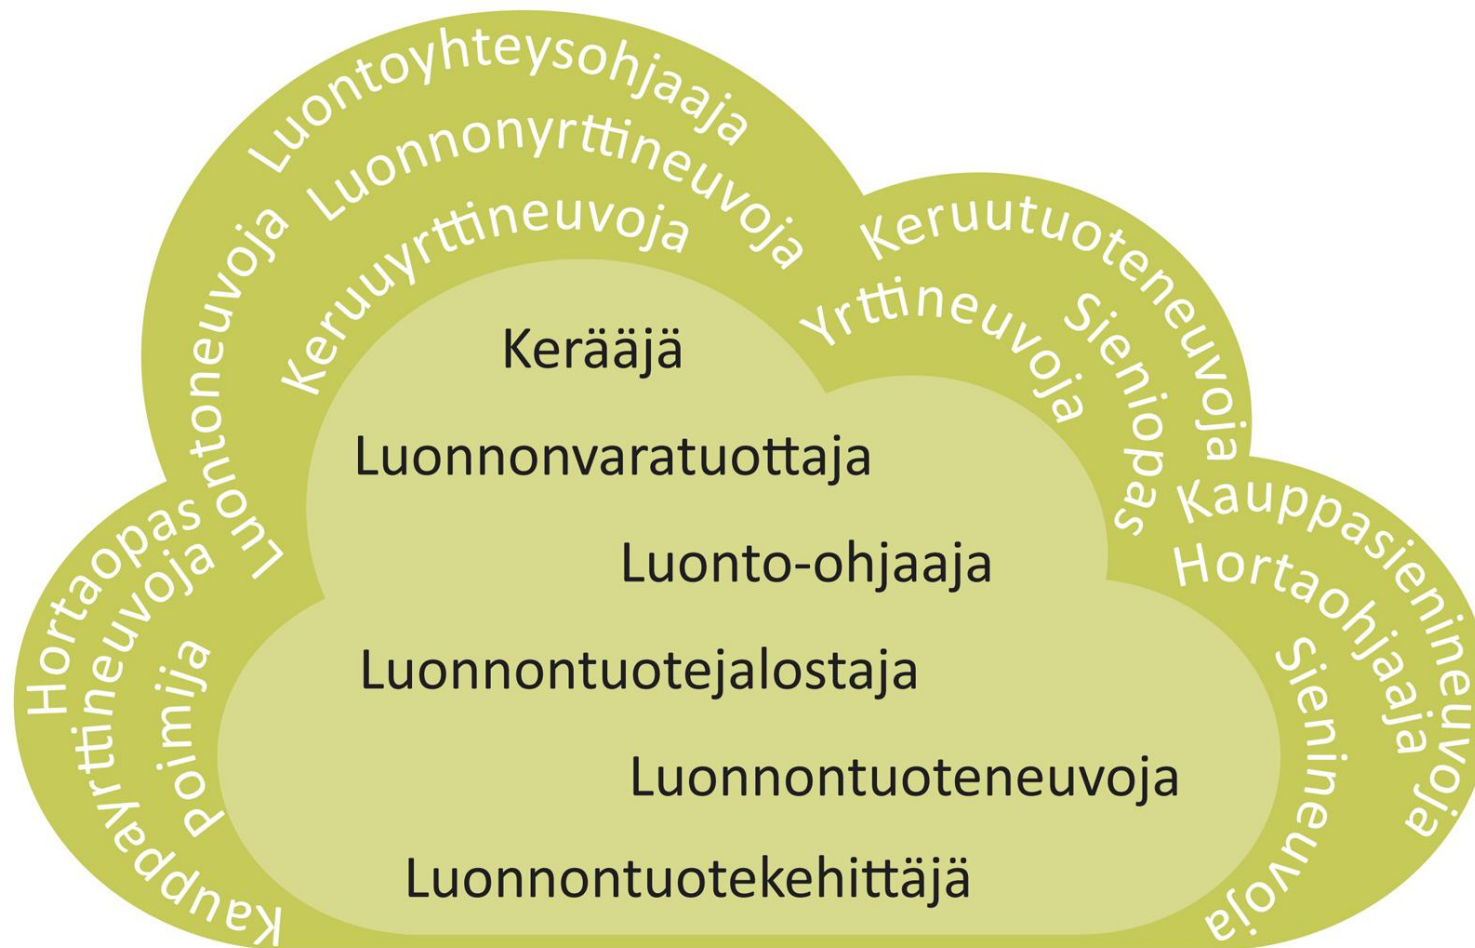 Luontoyhteysohjaaja
Luonnonyrttineuvoja
Keruuyrttineuvoja
Luontoneuvoja
Keruutuoteneuvoja
Yrttineuvoja
Sieniopas
Hortaopas
Kauppayrttineuvoja
Poimija
Kauppasienineuvoja
Hortaohjaaja
Sienineuvoja
Kerääjä
Luonnonvaratuottaja
Luonto-ohjaaja
Luonnontuotejalostaja
Luonnontuoteneuvoja
Luonnontuotekehittäjä